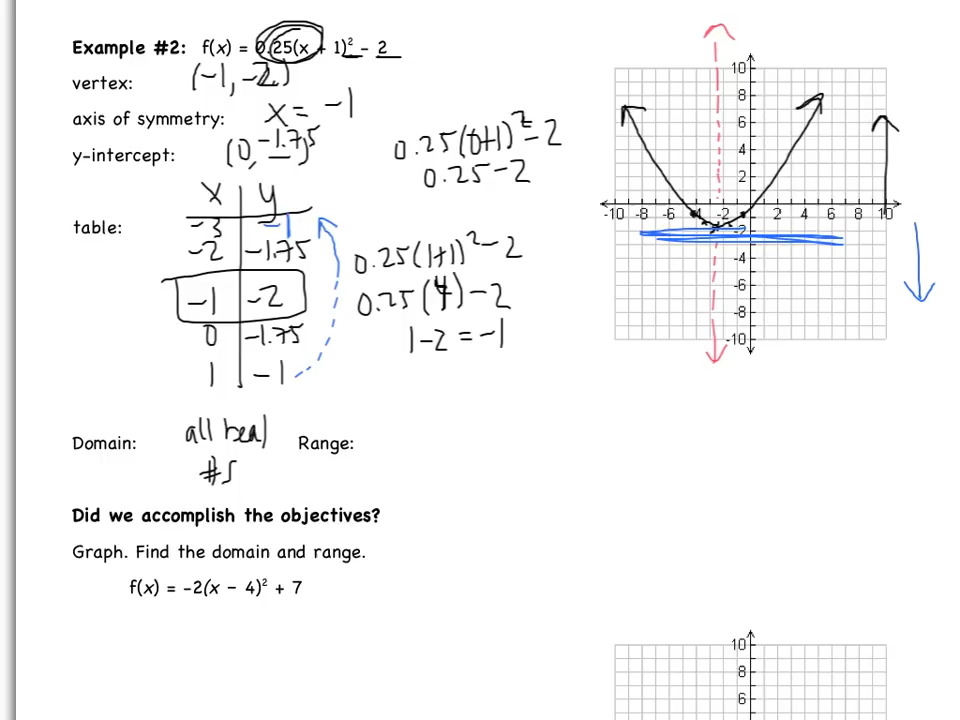 Example #2: f(x) = 0.25(x + 1)² - 2
vertex: (-1, -2)
axis of symmetry: x = -1
y-intercept: (0, -1.75)
0.25(0+1)² - 2
0.25 - 2
table:
x y
-3 -1
-2 -1.75
-1 -2
0 -1.75
1 -1
0.25(1+1)² - 2
0.25(4) - 2
1 - 2 = -1
Domain: all real #s Range:
Did we accomplish the objectives?
Graph. Find the domain and range.
f(x) = -2(x - 4)² + 7
10
8
6
4
2
-10 -8 -6 -4 -2 2 4 6 8 10
-2
-4
-6
-8
-10
10
8
6